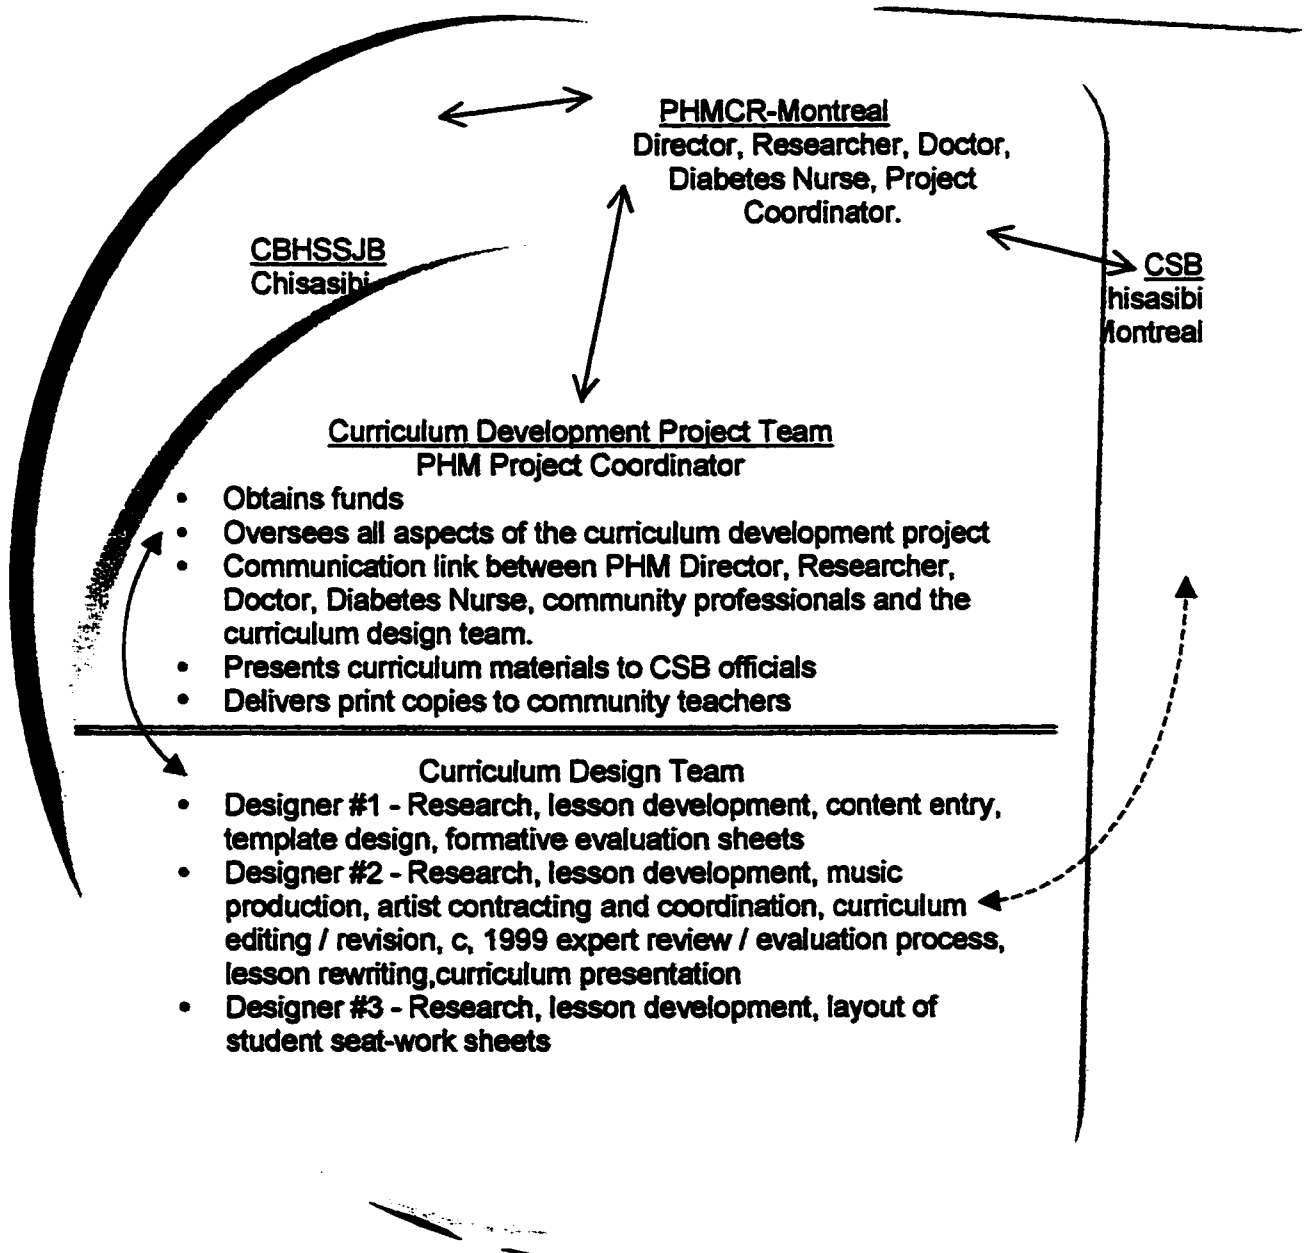 PHMCR-Montreal
Director, Researcher, Doctor,
Diabetes Nurse, Project
Coordinator.
CBHSSJB
Chisasibi
CSB
hisasibi
ontreal
Curriculum Development Project Team
PHM Project Coordinator
• Obtains funds
• Oversees all aspects of the curriculum development project
• Communication link between PHM Director, Researcher,
Doctor, Diabetes Nurse, community professionals and the
curriculum design team.
• Presents curriculum materials to CSB officials
• Delivers print copies to community teachers
Curriculum Design Team
• Designer #1 - Research, lesson development, content entry,
template design, formative evaluation sheets
• Designer #2 - Research, lesson development, music
production, artist contracting and coordination, curriculum
editing / revision, c, 1999 expert review / evaluation process,
lesson rewriting,curriculum presentation
• Designer #3 - Research, lesson development, layout of
student seat-work sheets